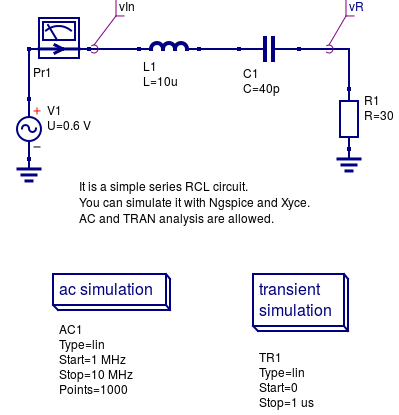 vIn
vR
Pr1
L1
L=10u
C1
C=40p
R1
R=30
+
V1
U=0.6 V
It is a simple series RCL circuit.
You can simulate it with Ngspice and Xyce.
AC and TRAN analysis are allowed.
ac simulation
transient
simulation
AC1
Type=lin
Start=1 MHz
Stop=10 MHz
Points=1000
TR1
Type=lin
Start=0
Stop=1 us